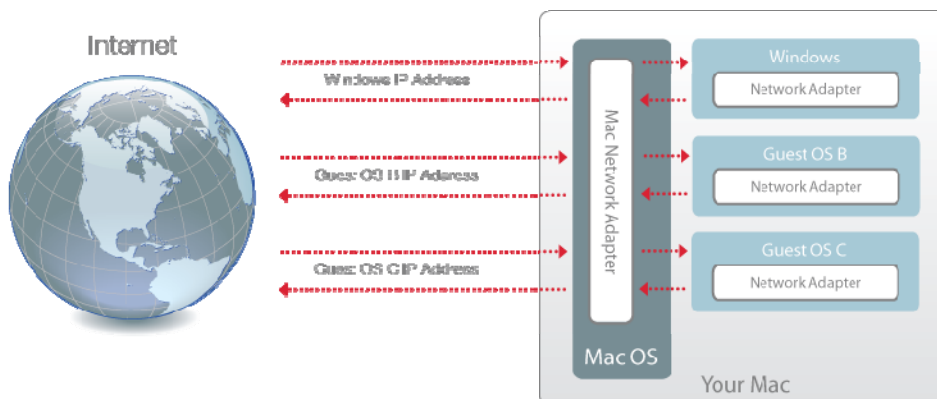 Internet
Windows IP Address
Guest OS B IP Address
Guest OS C IP Address
Mac Network Adapter
Mac OS
Windows
Network Adapter
Guest OS B
Network Adapter
Guest OS C
Network Adapter
Your Mac